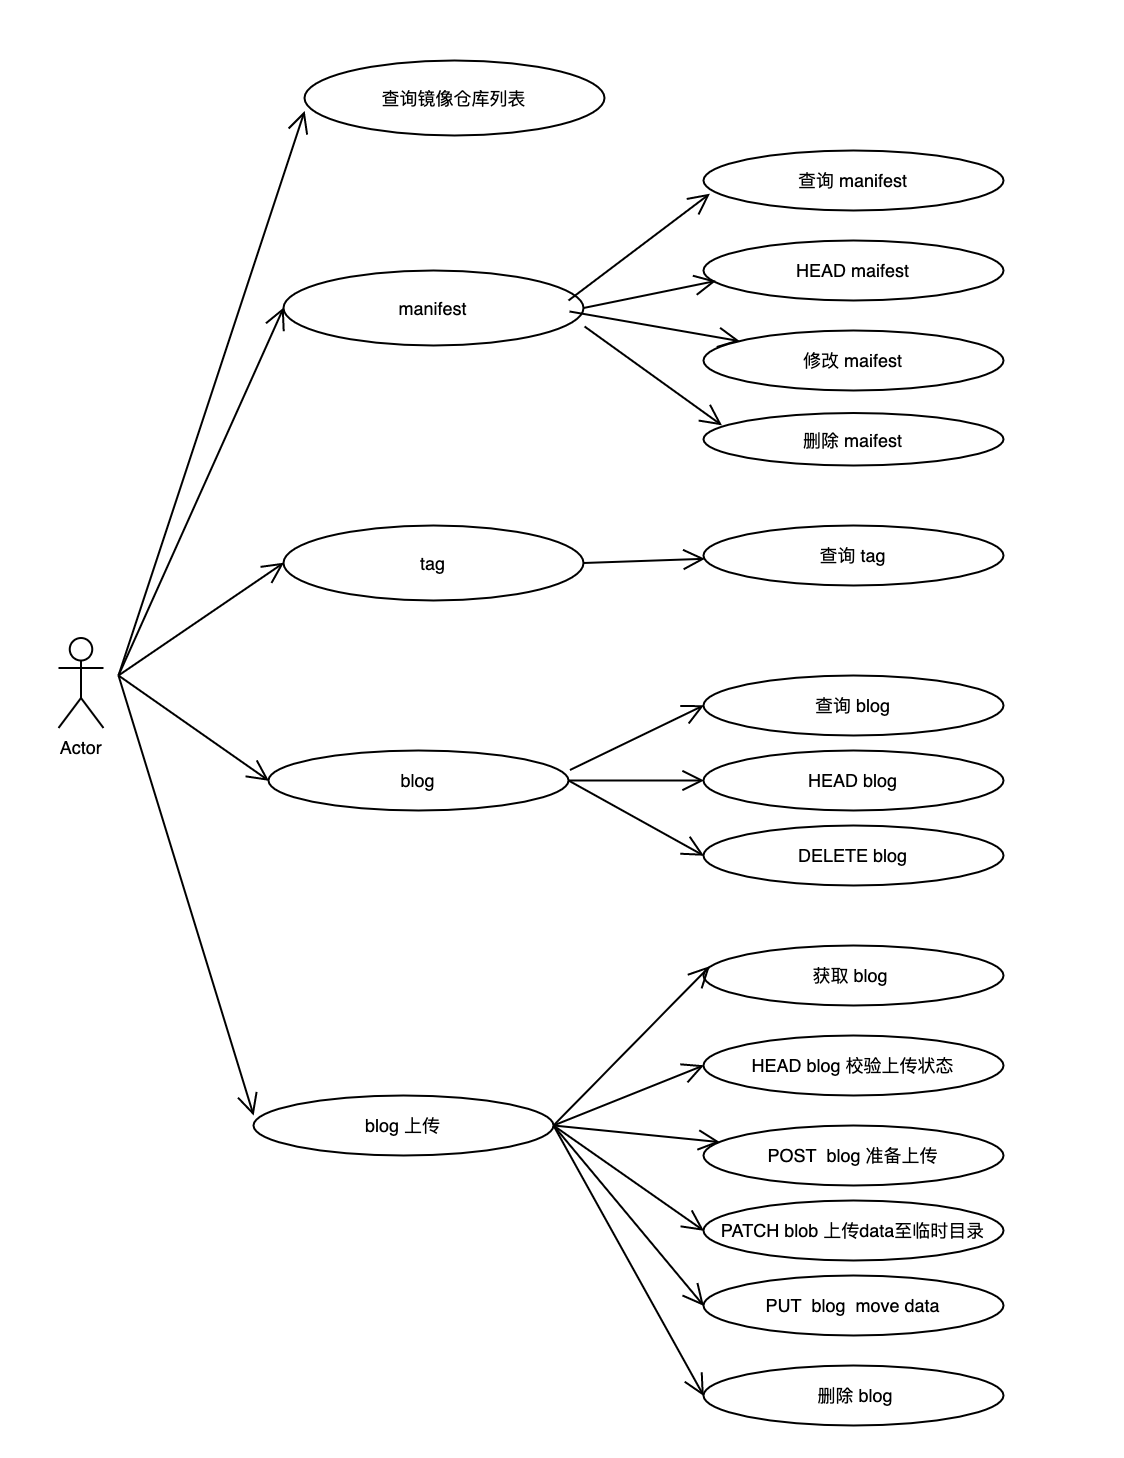 查询镜像仓库列表
查询 manifest
HEAD maifest
manifest
修改 maifest
删除 maifest
tag
查询 tag
Actor
查询 blog
blog
HEAD blog
DELETE blog
获取 blog
HEAD blog 校验上传状态
blog 上传
POST  blog 准备上传
PATCH blob 上传data至临时目录
PUT  blog  move data
删除 blog